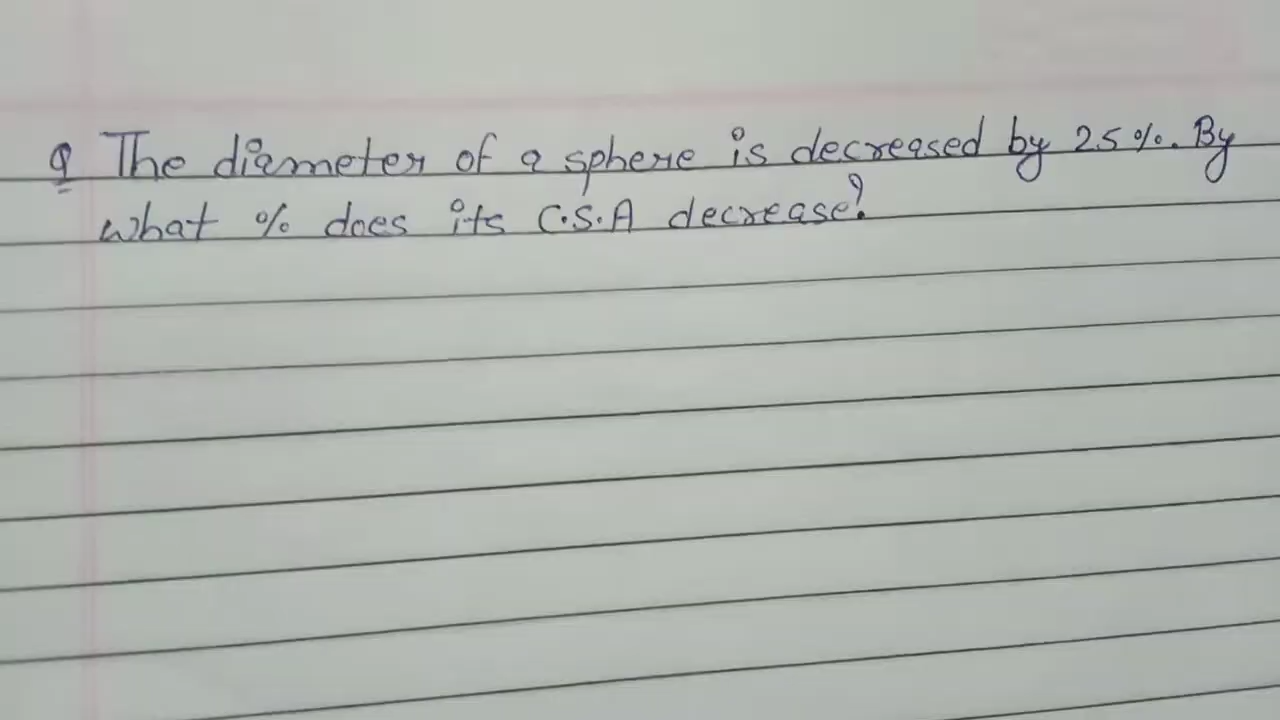 Q The diameter of a sphere is decreased by 25%. By
what % does its C.S.A decrease?